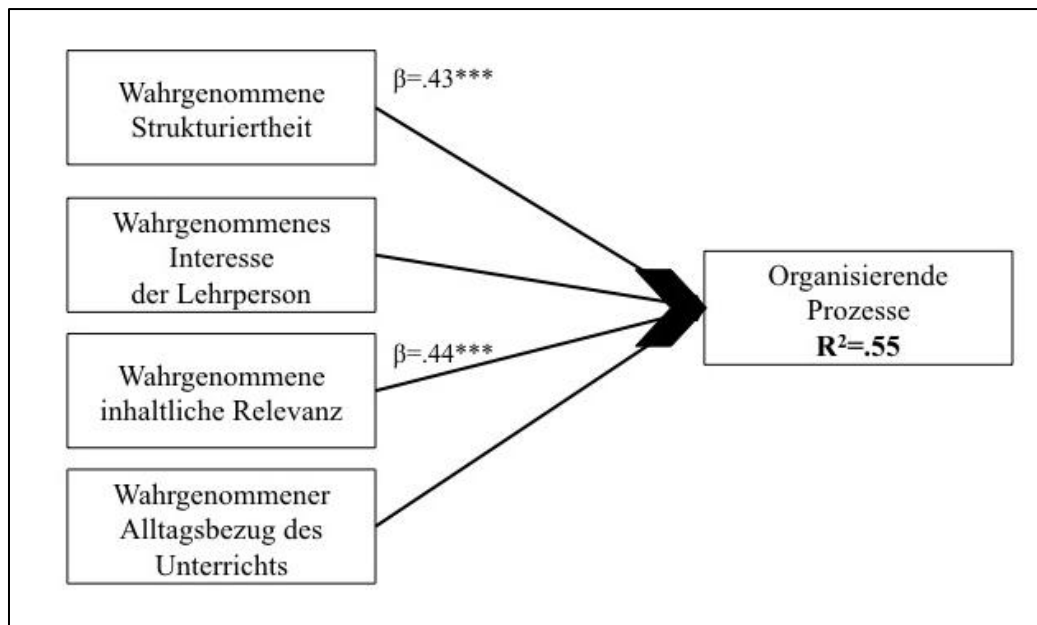 Wahrgenommene
Strukturiertheit
β=.43***
Wahrgenommenes
Interesse
der Lehrperson
Wahrgenommene
inhaltliche Relevanz
β=.44***
Wahrgenommener
Alltagsbezug des
Unterrichts
Organisierende
Prozesse
R²=.55